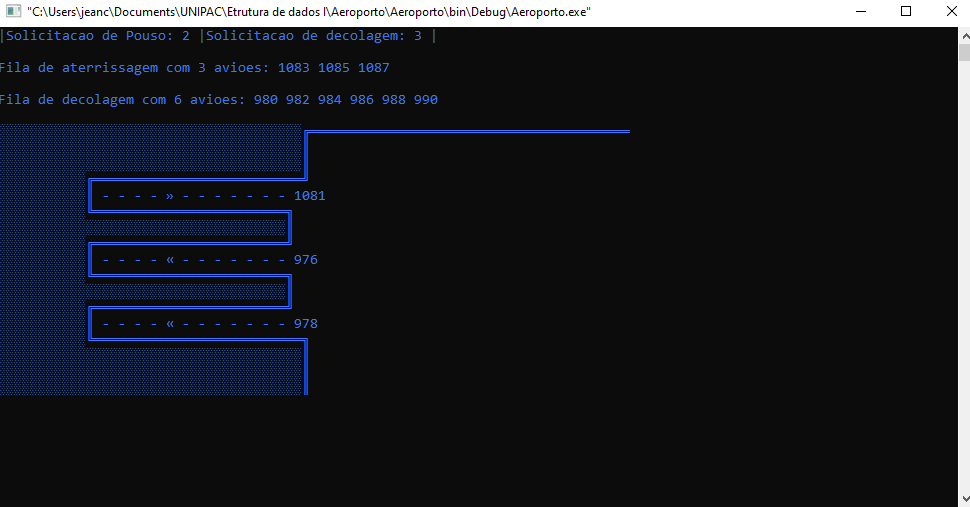 "C:\Users\jeanc\Documents\UNIPAC\Etrutura de dados I\Aeroporto\Aeroporto\bin\Debug\Aeroporto.exe"
|Solicitacao de Pouso: 2 |Solicitacao de decolagem: 3 |
Fila de aterrissagem com 3 avioes: 1083 1085 1087
Fila de decolagem com 6 avioes: 980 982 984 986 988 990
- - - - » - - - - - - - 1081
- - - - « - - - - - - - 976
- - - - « - - - - - - - 978